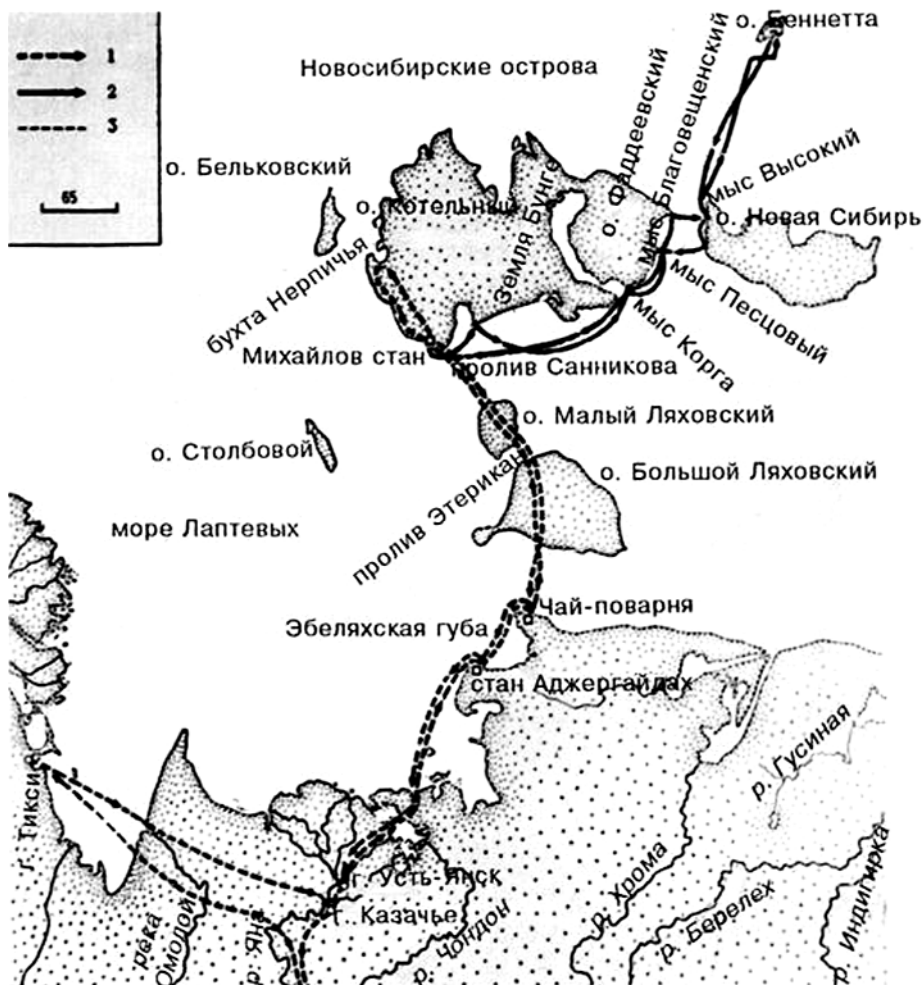 о. Беннетта
1
2
3
65
Новосибирские острова
о. Бельковский
о. Котельный
Земля Бунге
о. Фаддеевский
мыс Благовещенский
мыс Высокий
о. Новая Сибирь
бухта Нерпичья
мыс Песцовый
мыс Корга
Михайлов стан
пролив Санникова
о. Малый Ляховский
о. Столбовой
о. Большой Ляховский
пролив Этерикан
море Лаптевых
Чай-поварня
Эбеляхская губа
стан Аджергайдах
р. Гусиная
г. Тикси
г. Усть-Янск
г. Казачье
р. Яна
река
Омолой
р. Чондон
р. Хрома
р. Берелех
р. Индигирка